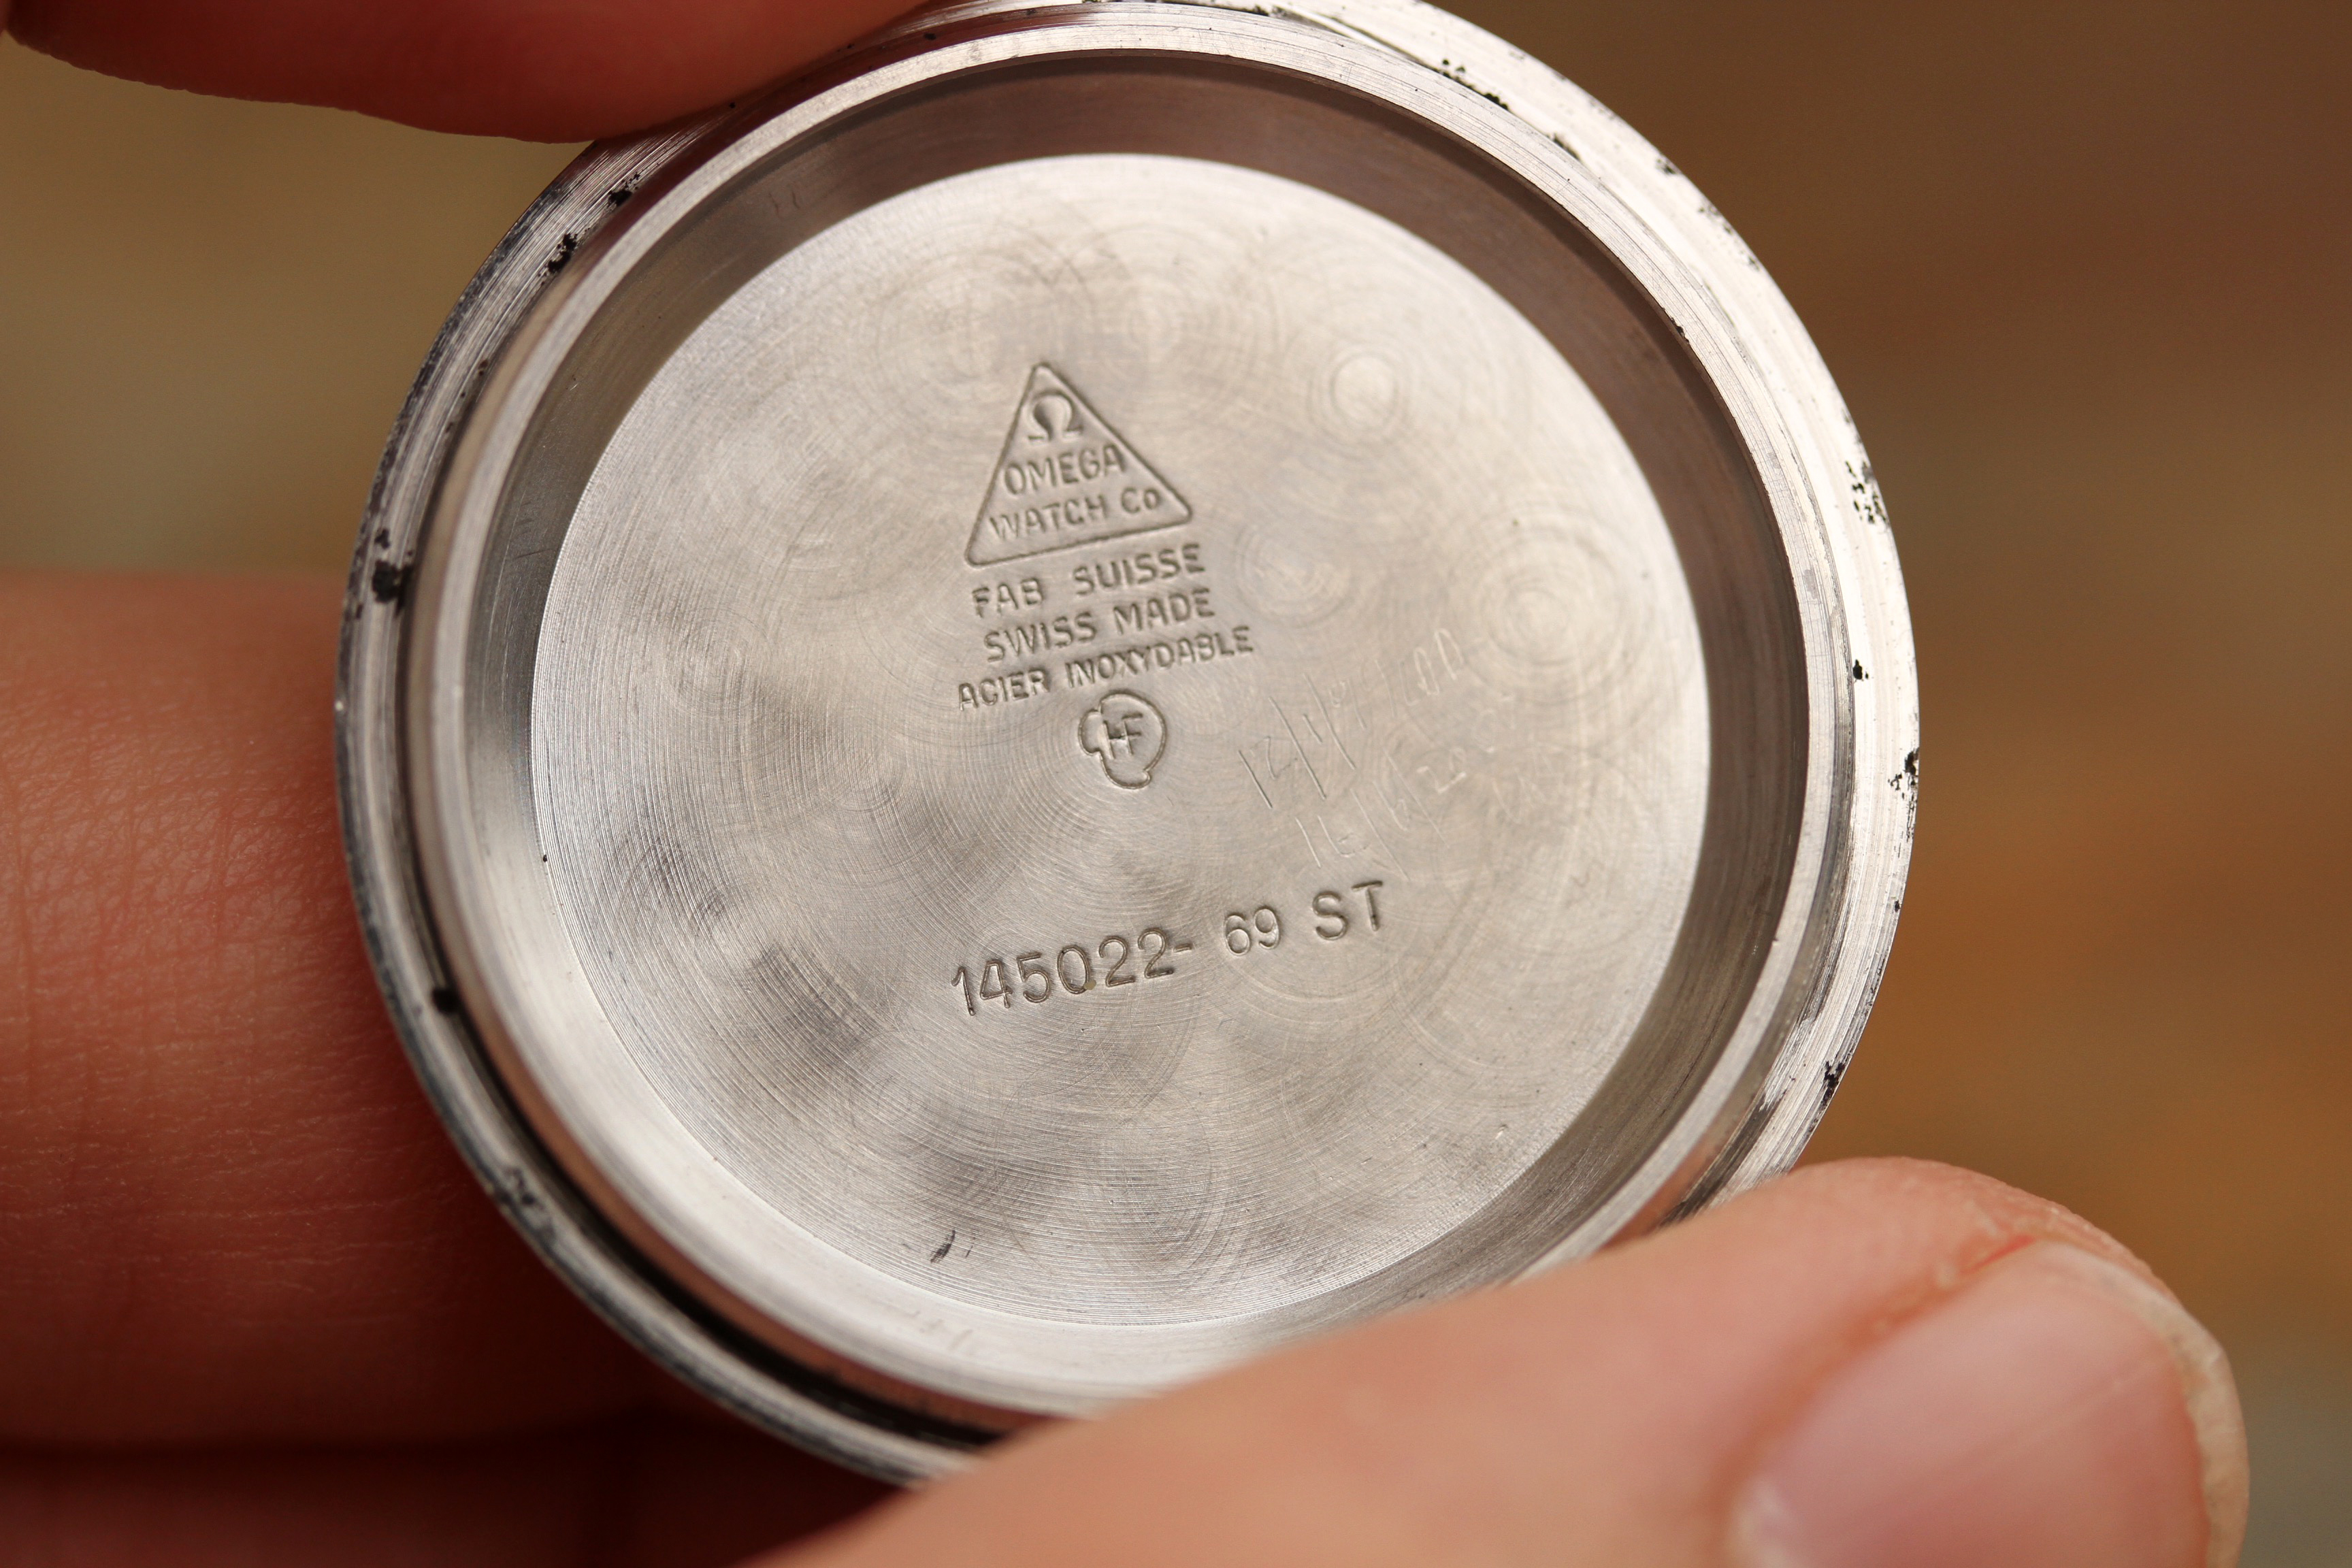 Ω
OMEGA
WATCH Co
FAB SUISSE
SWISS MADE
ACIER INOXYDABLE
HF
145022- 69 ST